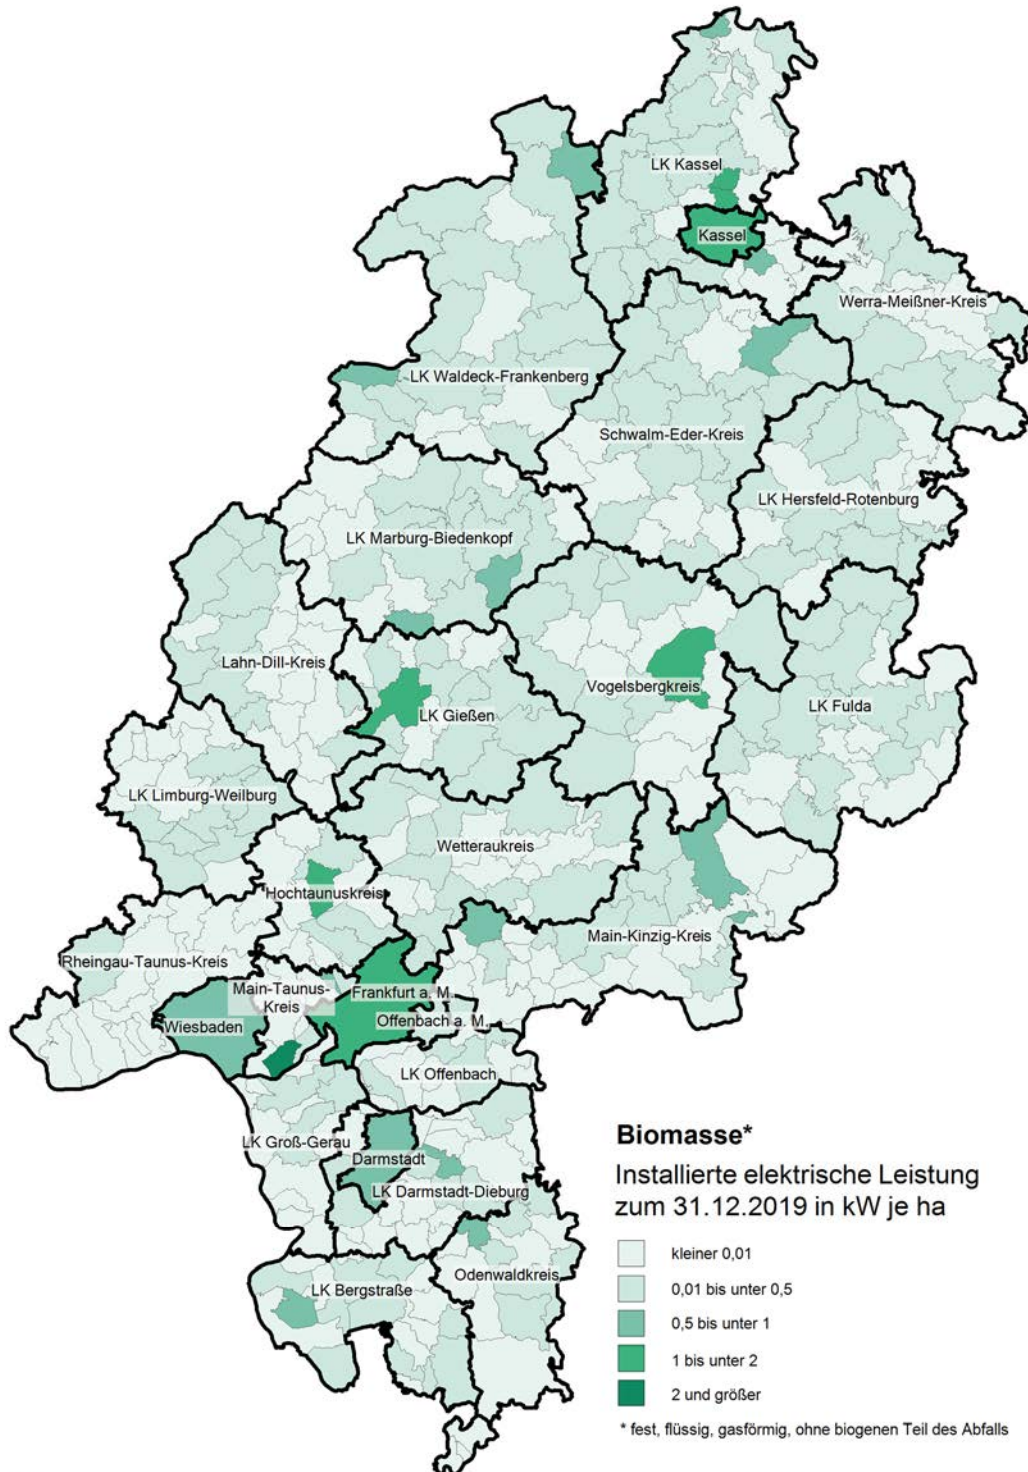 LK Kassel
Kassel
Werra-Meißner-Kreis
LK Waldeck-Frankenberg
Schwalm-Eder-Kreis
LK Hersfeld-Rotenburg
LK Marburg-Biedenkopf
Lahn-Dill-Kreis
Vogelsbergkreis
LK Fulda
LK Gießen
LK Limburg-Weilburg
Wetteraukreis
Hochtaunuskreis
Main-Kinzig-Kreis
Rheingau-Taunus-Kreis
Main-Taunus-
Kreis
Frankfurt a. M.
Offenbach a. M.
Wiesbaden
LK Offenbach
LK Groß-Gerau
Darmstadt
LK Darmstadt-Dieburg
Odenwaldkreis
LK Bergstraße
Biomasse*
Installierte elektrische Leistung
zum 31.12.2019 in kW je ha
kleiner 0,01
0,01 bis unter 0,5
0,5 bis unter 1
1 bis unter 2
2 und größer
* fest, flüssig, gasförmig, ohne biogenen Teil des Abfalls